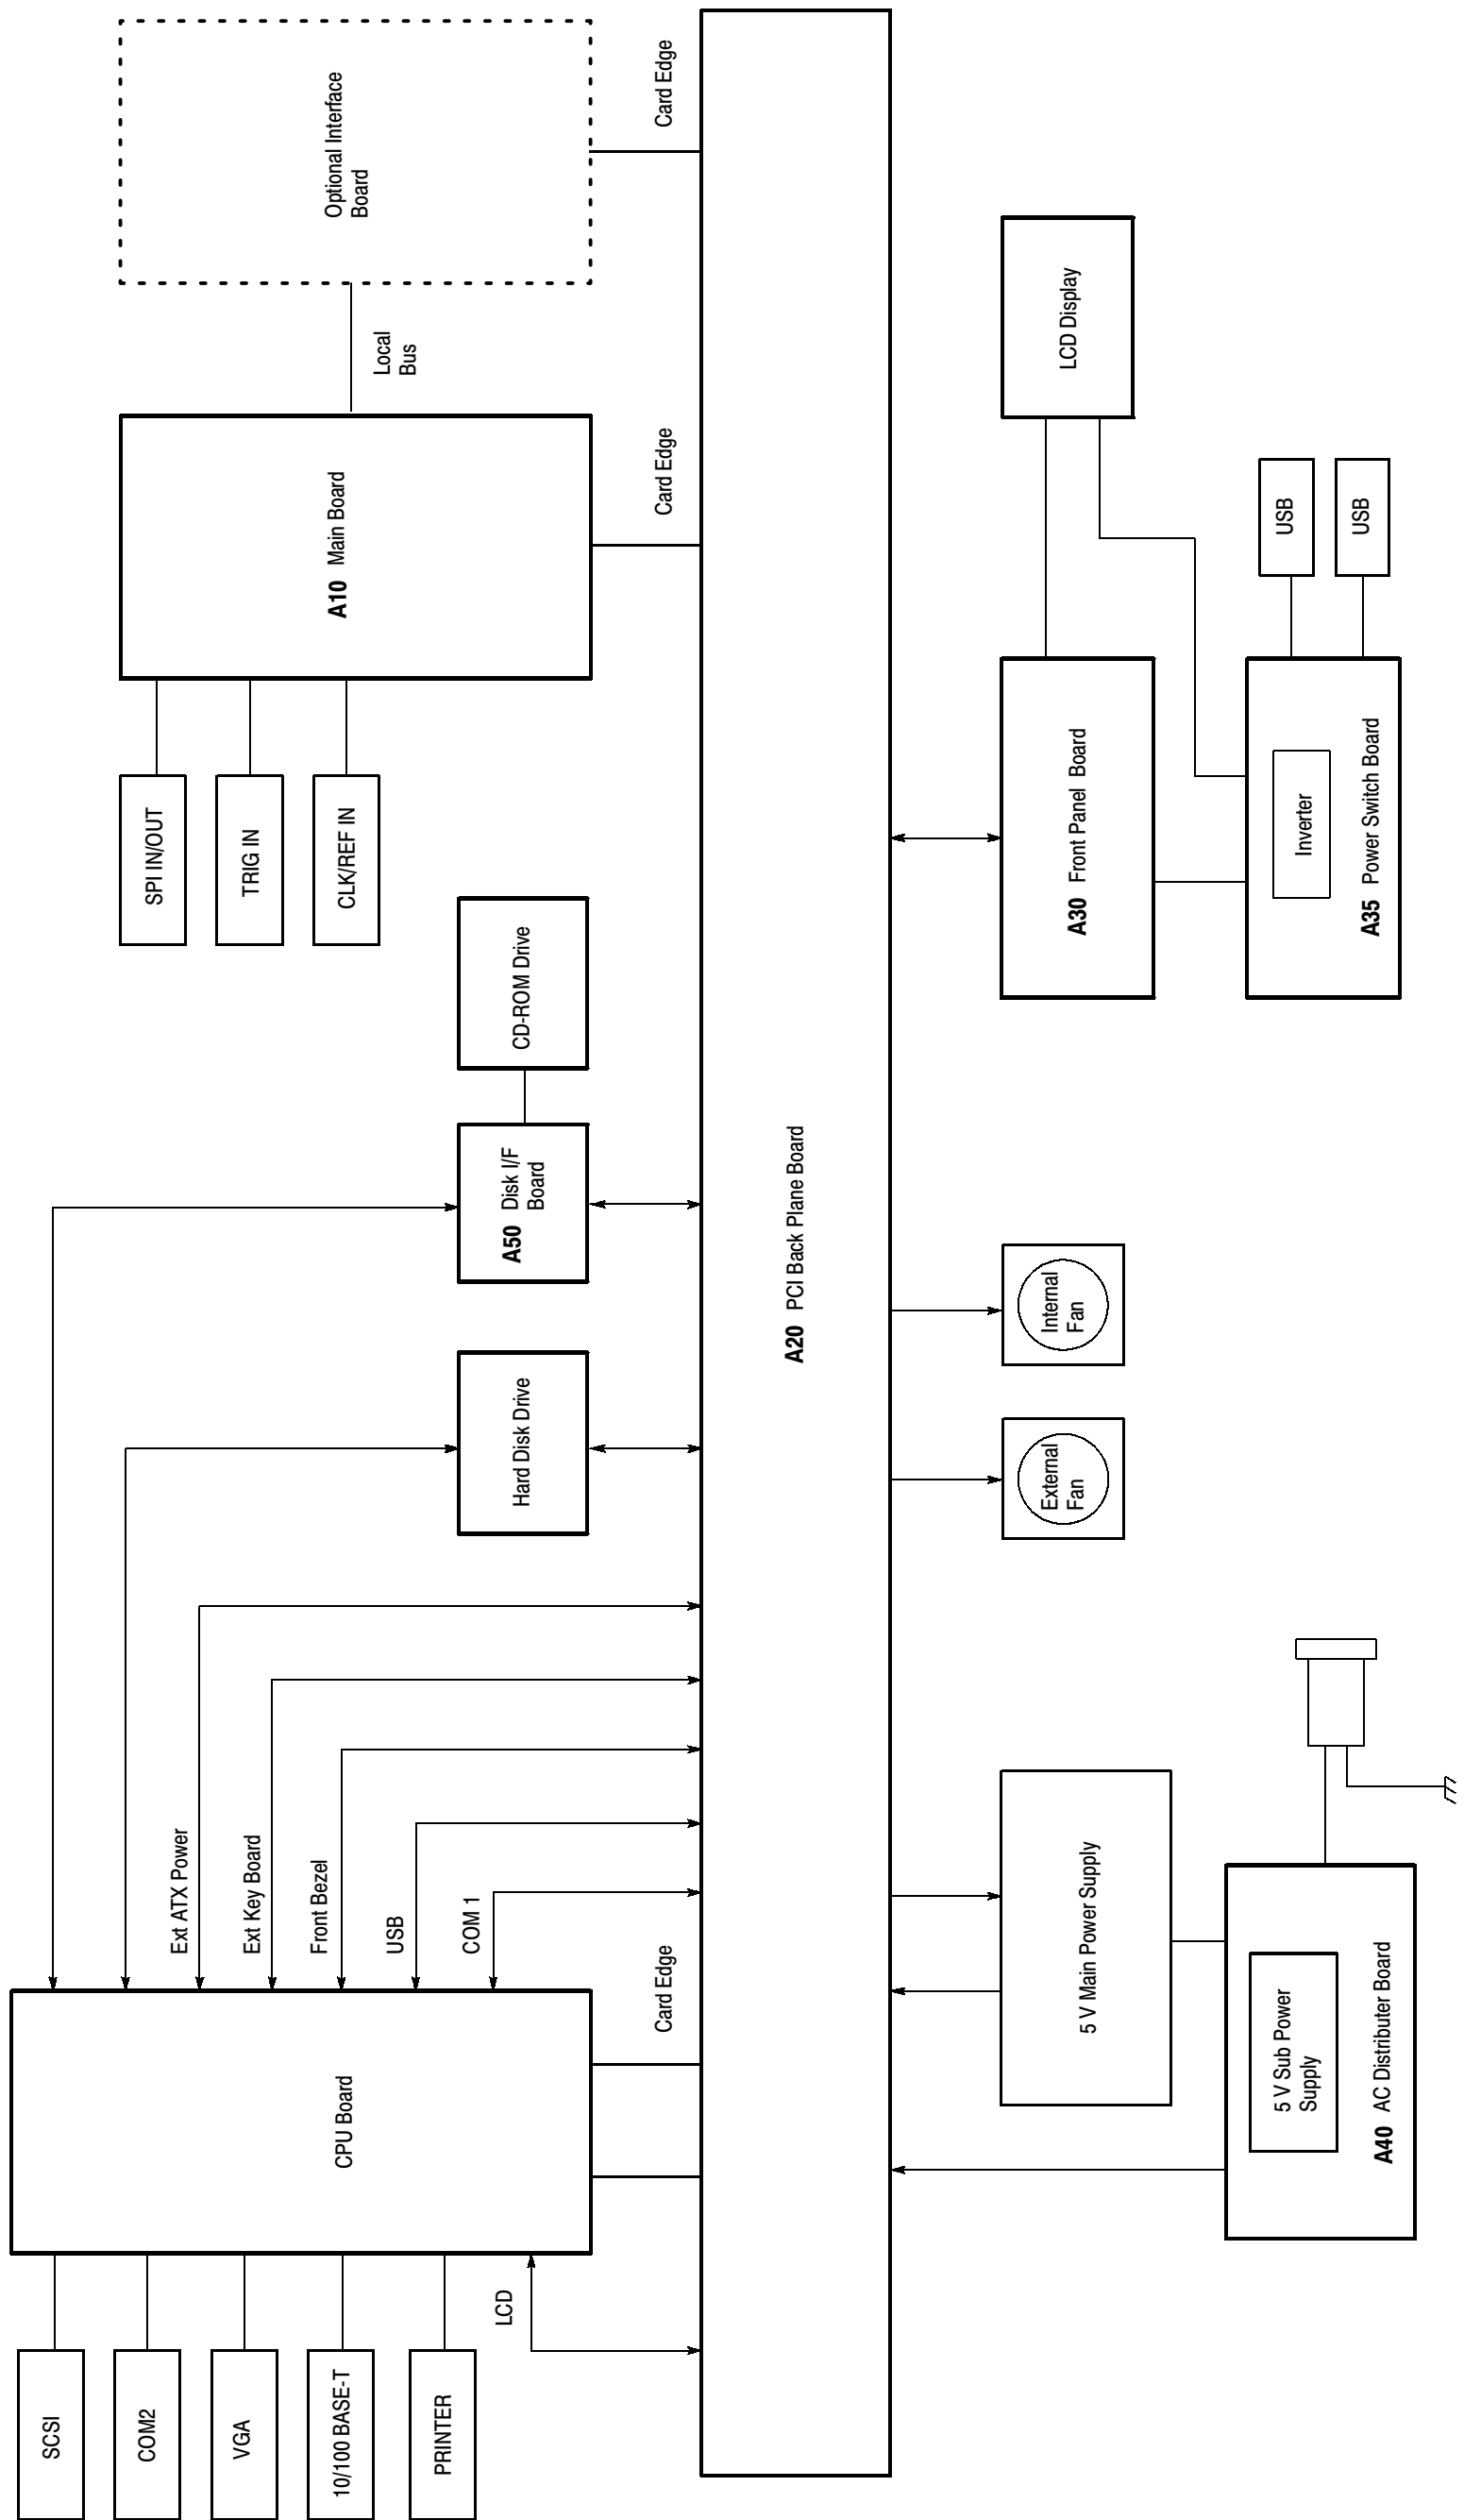 SCSI
COM2
VGA
10/100 BASE-T
PRINTER
LCD
CPU Board
Card Edge
Ext ATX Power
Ext Key Board
Front Bezel
USB
COM 1
Hard Disk Drive
A50 Disk I/F
Board
CD-ROM Drive
SPI IN/OUT
TRIG IN
CLK/REF IN
A10 Main Board
Card Edge
Local
Bus
Optional Interface
Board
Card Edge
A20 PCI Back Plane Board
5 V Main Power Supply
5 V Sub Power
Supply
A40 AC Distributer Board
External
Fan
Internal
Fan
A30 Front Panel Board
Inverter
A35 Power Switch Board
LCD Display
USB
USB